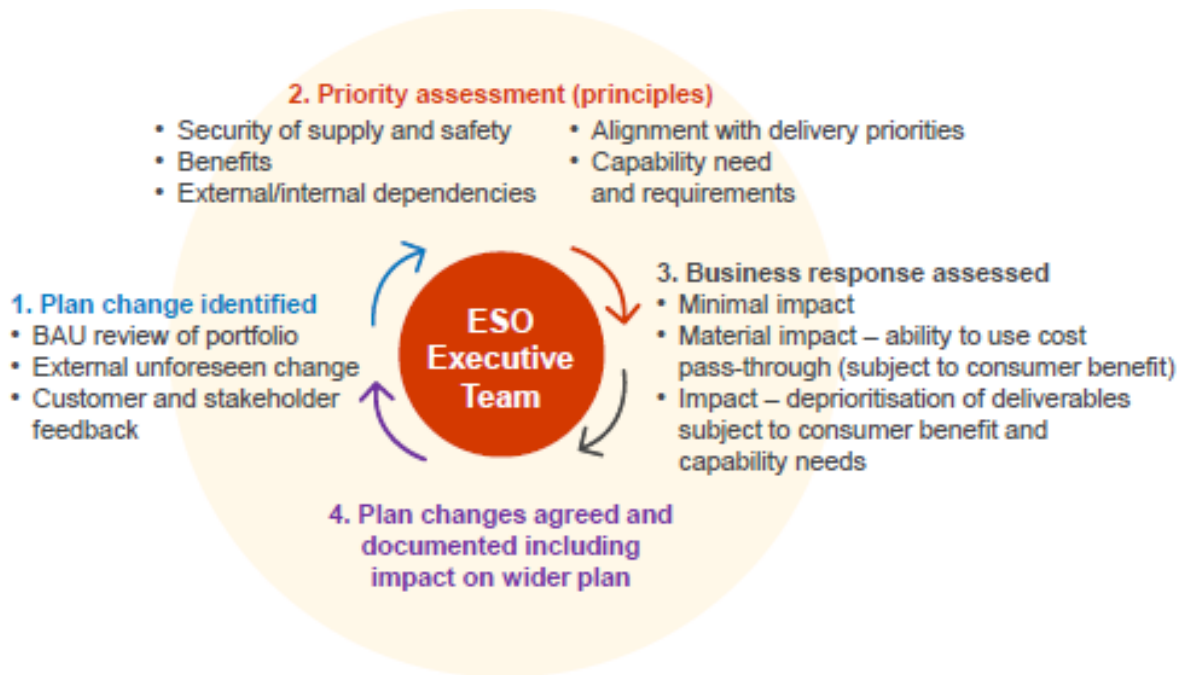 2. Priority assessment (principles)
• Security of supply and safety
• Benefits
• External/internal dependencies
• Alignment with delivery priorities
• Capability need
and requirements
1. Plan change identified
• BAU review of portfolio
• External unforeseen change
• Customer and stakeholder
feedback
ESO
Executive
Team
3. Business response assessed
• Minimal impact
• Material impact – ability to use cost
pass-through (subject to consumer benefit)
• Impact – deprioritisation of deliverables
subject to consumer benefit and
capability needs
4. Plan changes agreed and
documented including
impact on wider plan